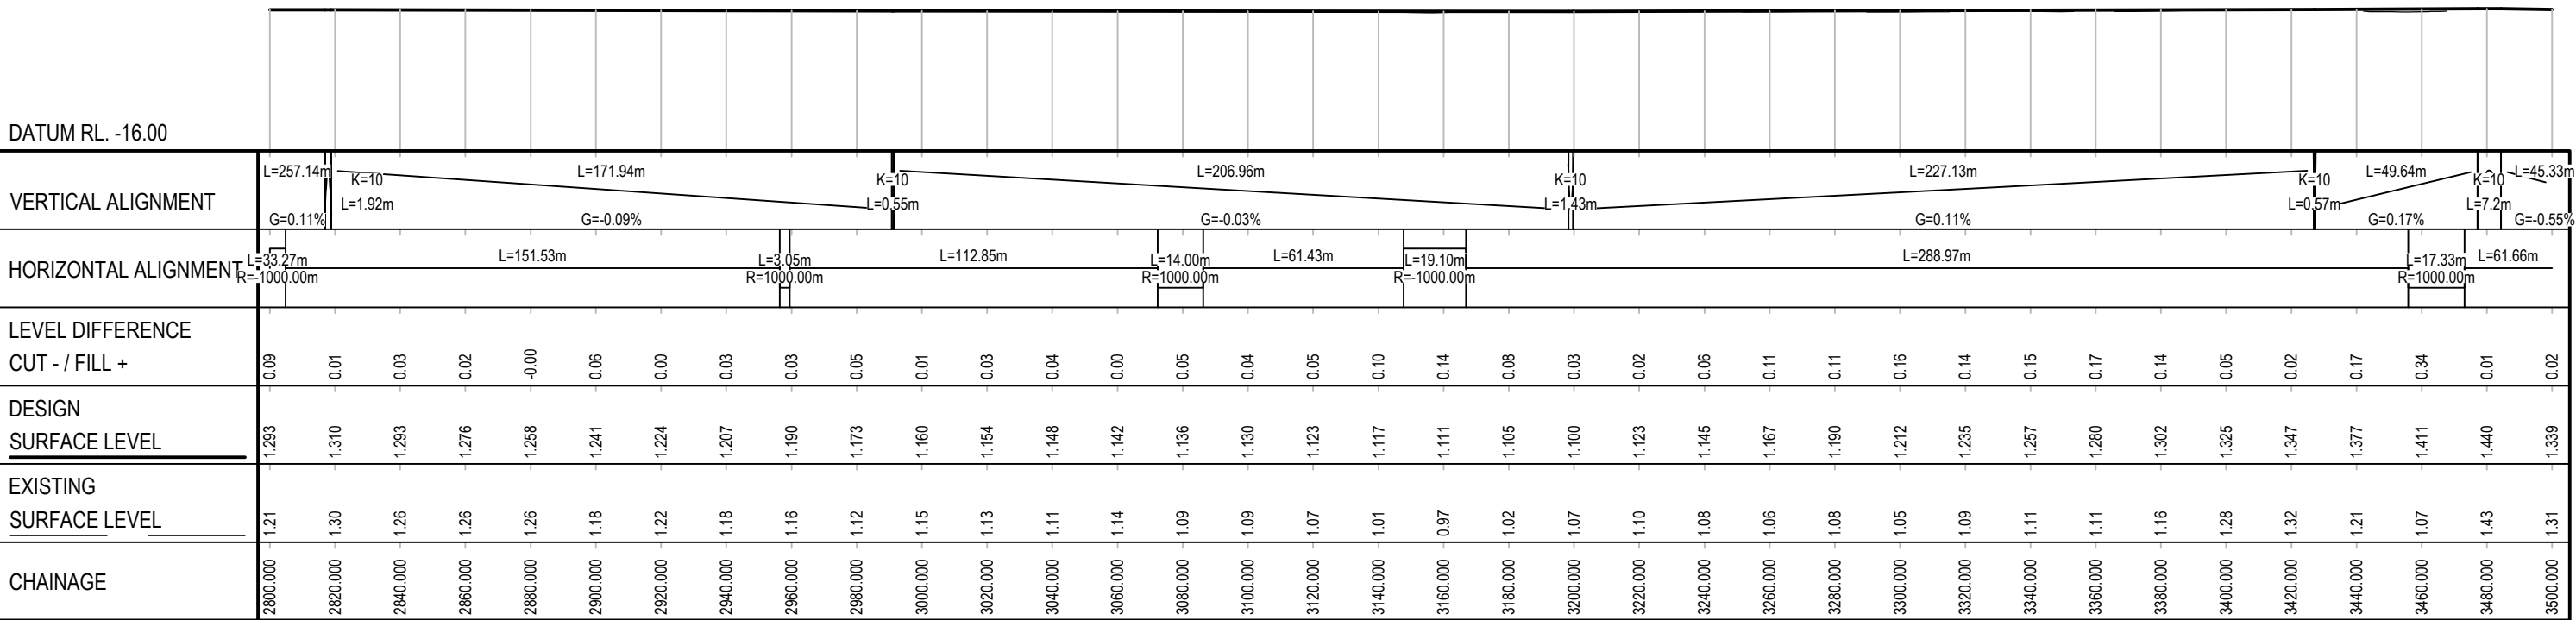 DATUM RL. -16.00
VERTICAL ALIGNMENT
L=257.14m K=10 L=171.94m K=10 L=206.96m K=10 L=227.13m K=10 L=49.64m K=10 L=45.33m
L=1.92m L=0.55m L=1.43m L=0.57m L=7.2m
G=0.11% G=-0.09% G=-0.03% G=0.11% G=0.17% G=-0.55%
HORIZONTAL ALIGNMENT
L=33.27m L=151.53m L=3.05m L=112.85m L=14.00m L=61.43m L=19.10m L=288.97m L=17.33m L=61.66m
R=-1000.00m R=1000.00m R=1000.00m R=-1000.00m R=1000.00m
LEVEL DIFFERENCE
CUT - / FILL +
0.09 0.01 0.03 0.02 -0.00 0.06 0.00 0.03 0.03 0.05 0.01 0.03 0.04 0.00 0.05 0.04 0.05 0.10 0.14 0.08 0.03 0.02 0.06 0.11 0.11 0.16 0.14 0.15 0.17 0.14 0.05 0.02 0.17 0.34 0.01 0.02
DESIGN
SURFACE LEVEL
1.293 1.310 1.293 1.276 1.258 1.241 1.224 1.207 1.190 1.173 1.160 1.154 1.148 1.142 1.136 1.130 1.123 1.117 1.111 1.105 1.100 1.123 1.145 1.167 1.190 1.212 1.235 1.257 1.280 1.302 1.325 1.347 1.377 1.411 1.440 1.339
EXISTING
SURFACE LEVEL
1.21 1.30 1.26 1.26 1.26 1.18 1.22 1.18 1.16 1.12 1.15 1.13 1.11 1.14 1.09 1.09 1.07 1.01 0.97 1.02 1.07 1.10 1.08 1.06 1.08 1.05 1.09 1.11 1.11 1.16 1.28 1.32 1.21 1.07 1.43 1.31
CHAINAGE
2800.000 2820.000 2840.000 2860.000 2880.000 2900.000 2920.000 2940.000 2960.000 2980.000 3000.000 3020.000 3040.000 3060.000 3080.000 3100.000 3120.000 3140.000 3160.000 3180.000 3200.000 3220.000 3240.000 3260.000 3280.000 3300.000 3320.000 3340.000 3360.000 3380.000 3400.000 3420.000 3440.000 3460.000 3480.000 3500.000